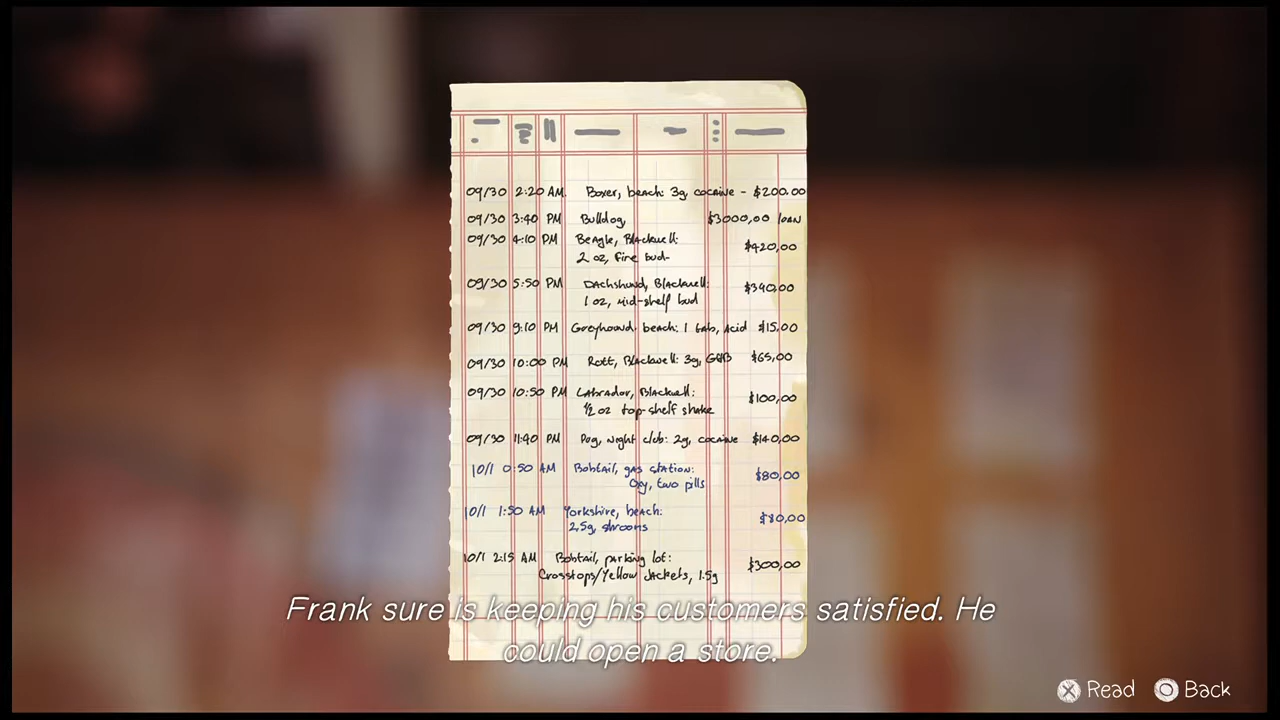 09/30 2:20 AM. Boxer, beach: 3g, cocaine - $200.00
09/30 3:40 PM Bulldog, $3000,00 loan
09/30 4:10 PM Beagle, Blackwell: $420,00
2 oz, fire bud-
09/30 5:50 PM Dachshund, Blackwell: $340,00
1 oz, mid-shelf bud
09/30 9:10 PM Greyhound, beach: 1 tab, Acid $15.00
09/30 10:00 PM Rott, Blackwell: 3g, GHB $65,00
09/30 10:50 PM Labrador, Blackwell: $100,00
1/2 oz top-shelf shake
09/30 11:40 PM Pog, night club: 2g, cocaine $140,00
10/1 0:50 AM Bobtail, gas station: $80,00
Oxy, two pills
10/1 1:50 AM Yorkshire, beach:
2,5g, shrooms
10/1 2:15 AM Bobtail, parking lot: $300,00
Crosstops/Yellow Jackets, 1.5g
Frank sure is keeping his customers satisfied. He
could open a store.
Read Back